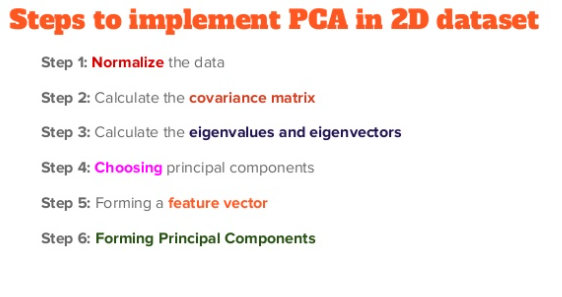 Steps to implement PCA in 2D dataset
Step 1: Normalize the data
Step 2: Calculate the covariance matrix
Step 3: Calculate the eigenvalues and eigenvectors
Step 4: Choosing principal components
Step 5: Forming a feature vector
Step 6: Forming Principal Components